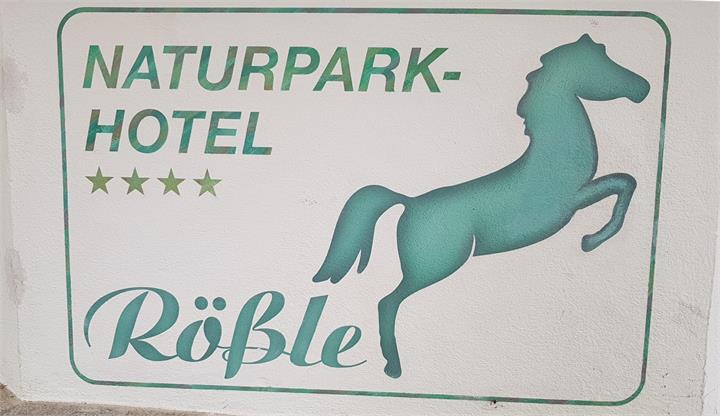 NATURPARK-
HOTEL
★★★★
Rößle